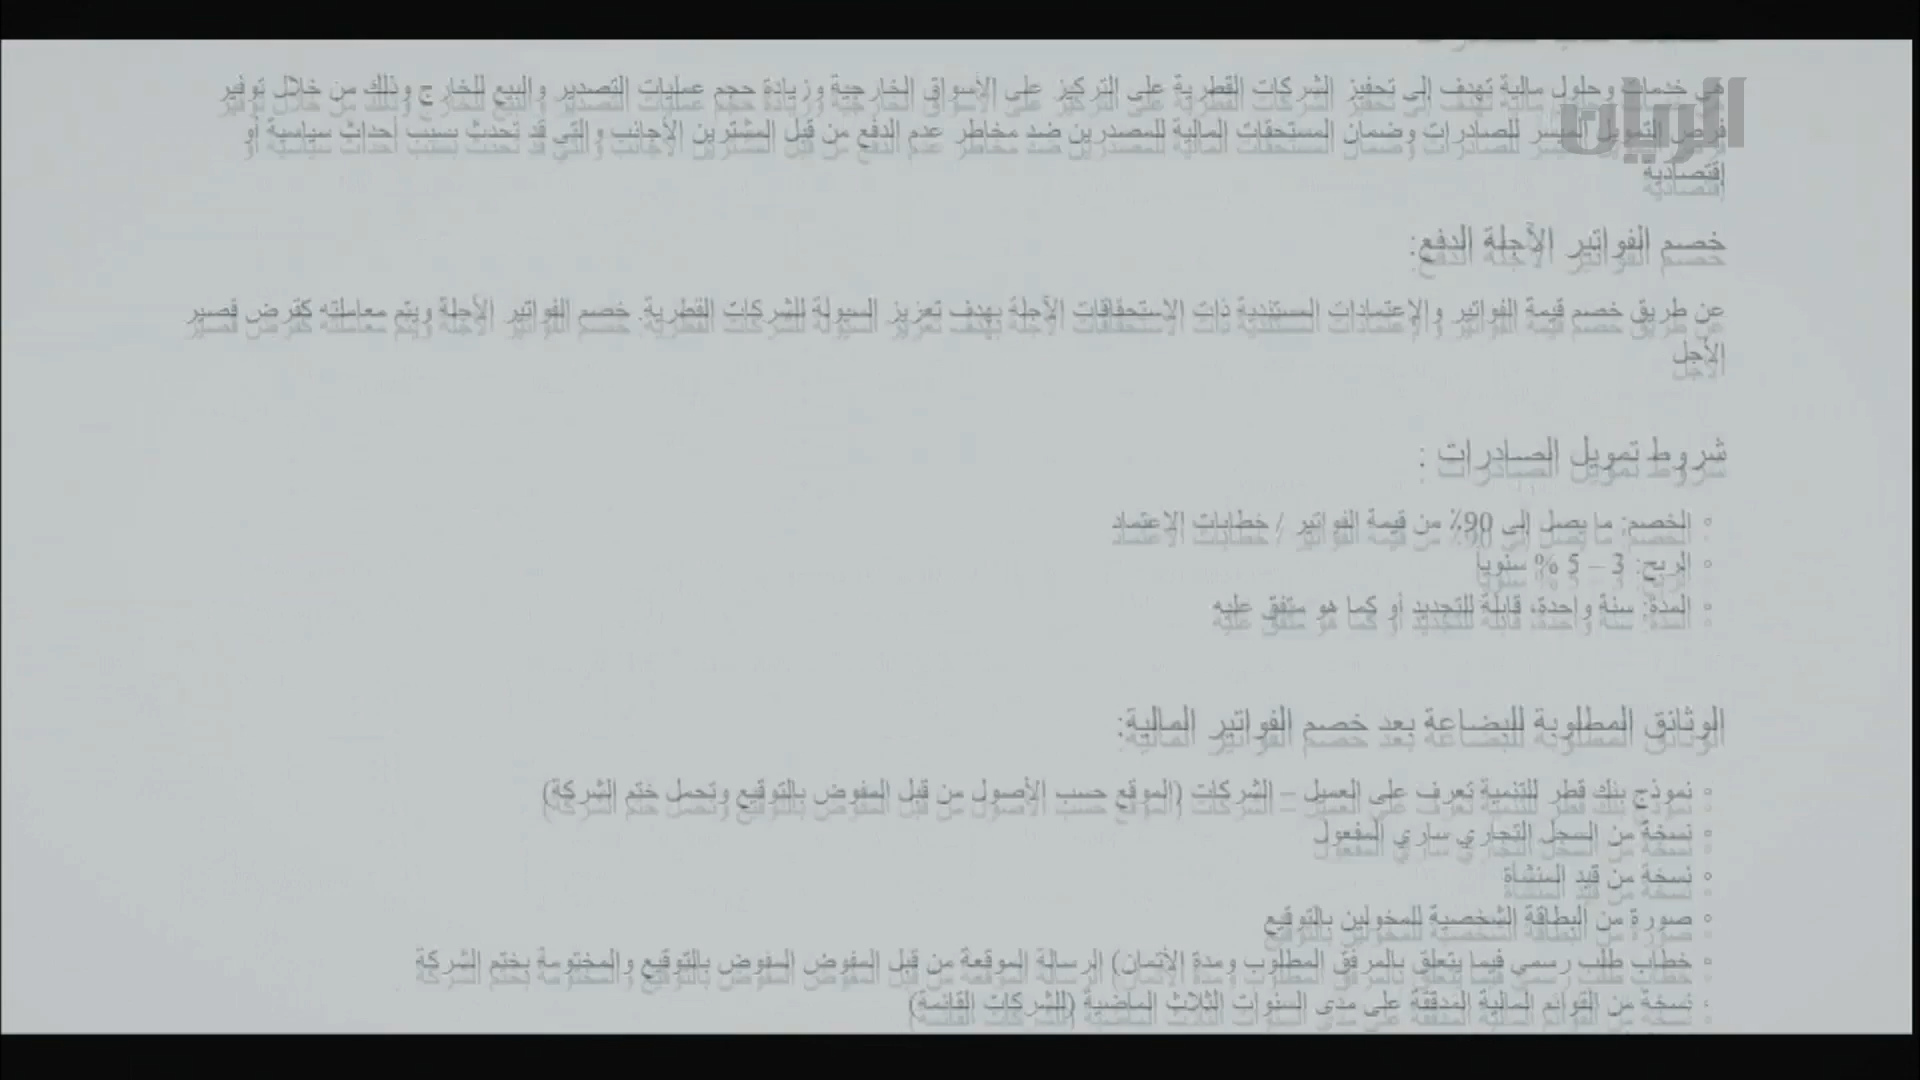 الريان
هي خدمات وحلول مالية تهدف إلى تحفيز الشركات القطرية على التركيز على الأسواق الخارجية وزيادة حجم عمليات التصدير والبيع للخارج وذلك من خلال توفير
فرص التمويل الميسر للصادرات وضمان المستحقات المالية للمصدرين ضد مخاطر عدم الدفع من قبل المشترين الأجانب والتي قد تحدث بسبب أحداث سياسية أو
إقتصادية
خصم الفواتير الآجلة الدفع:
عن طريق خصم قيمة الفواتير والإعتمادات المستندية ذات الإستحقاقات الآجلة بهدف تعزيز السيولة للشركات القطرية. خصم الفواتير الآجلة ويتم معاملته كقرض قصير
الأجل
شروط تمويل الصادرات :
◦ الخصم: ما يصل إلى 90٪ من قيمة الفواتير / خطابات الاعتماد
◦ الربح: 3 – 5 % سنويا
◦ المدة: سنة واحدة، قابلة للتجديد أو كما هو متفق عليه
الوثائق المطلوبة للبضاعة بعد خصم الفواتير المالية:
◦ نموذج بنك قطر للتنمية تعرف على العميل – الشركات (الموقع حسب الأصول من قبل المفوض بالتوقيع وتحمل ختم الشركة)
◦ نسخة من السجل التجاري ساري المفعول
◦ نسخة من قيد المنشأة
◦ صورة من البطاقة الشخصية للمخولين بالتوقيع
◦ خطاب طلب رسمي فيما يتعلق بالمرفق المطلوب ومدة الأئتمان) الرسالة الموقعة من قبل المفوض المفوض بالتوقيع والمختومة بختم الشركة
◦ نسخة من القوائم المالية المدققة على مدى السنوات الثلاث الماضية (للشركات القائمة)